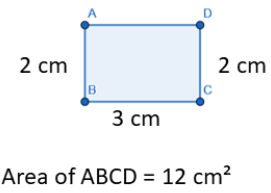 A D
2 cm 2 cm
B C
3 cm
Area of ABCD = 12 cm²